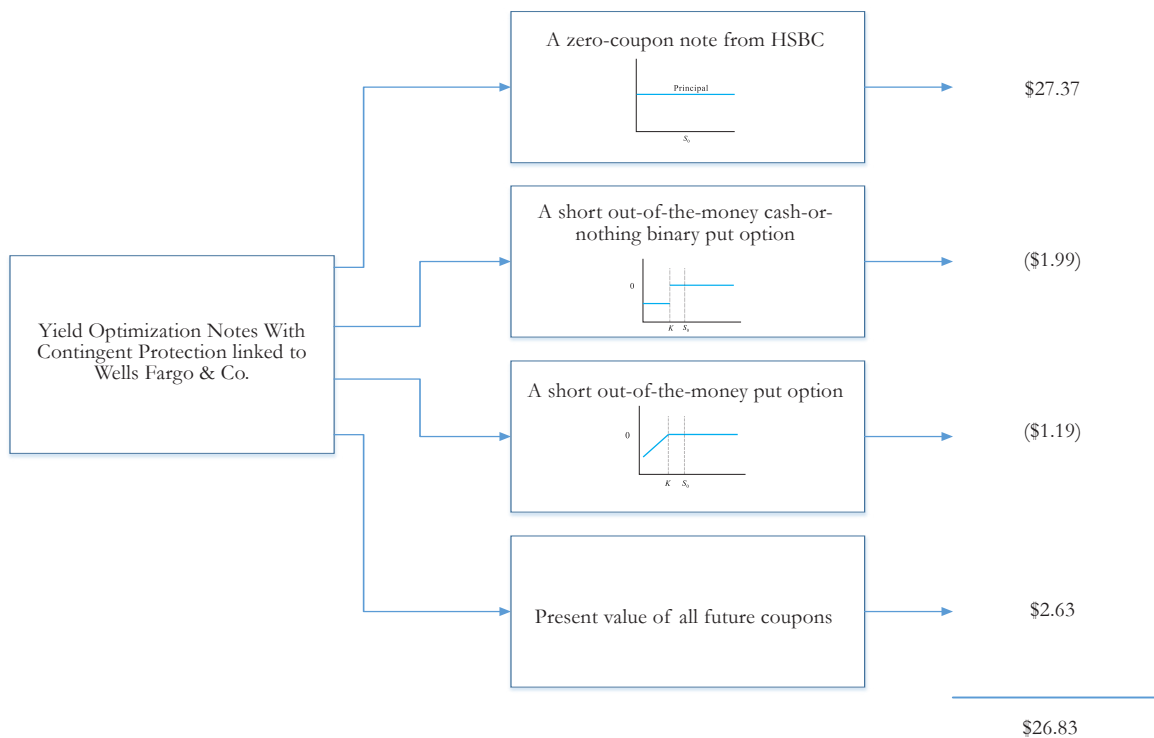 A zero-coupon note from HSBC
Principal
S₀
$27.37
A short out-of-the-money cash-or-
nothing binary put option
0
K S₀
($1.99)
Yield Optimization Notes With
Contingent Protection linked to
Wells Fargo & Co.
A short out-of-the-money put option
0
K S₀
($1.19)
Present value of all future coupons
$2.63
$26.83